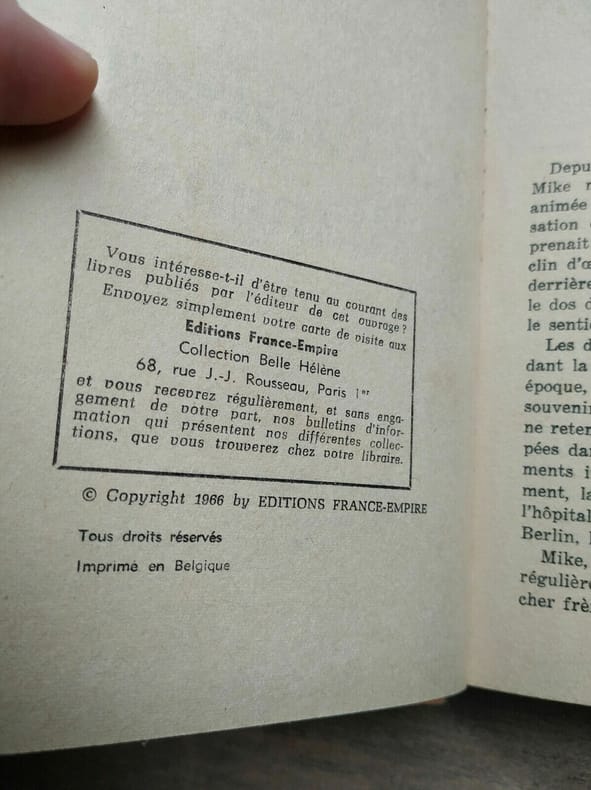 Vous intéresse-t-il d'être tenu au courant des
livres publiés par l'éditeur de cet ouvrage ?
Envoyez simplement votre carte de visite aux
Editions France-Empire
Collection Belle Hélène
68, rue J.-J. Rousseau, Paris 1er
et vous recevrez régulièrement, et sans enga-
gement de votre part, nos bulletins d'infor-
mation qui présentent nos différentes collec-
tions, que vous trouverez chez votre libraire.
© Copyright 1966 by EDITIONS FRANCE-EMPIRE
Tous droits réservés
Imprimé en Belgique
Depu
Mike
animée
sation
prenait
clin d'œ
derrière
le dos d
le senti
Les d
dant la
époque,
souvenir
ne reten
pées dan
ments i
ment, la
l'hôpital
Berlin,
Mike,
régulière
cher frè